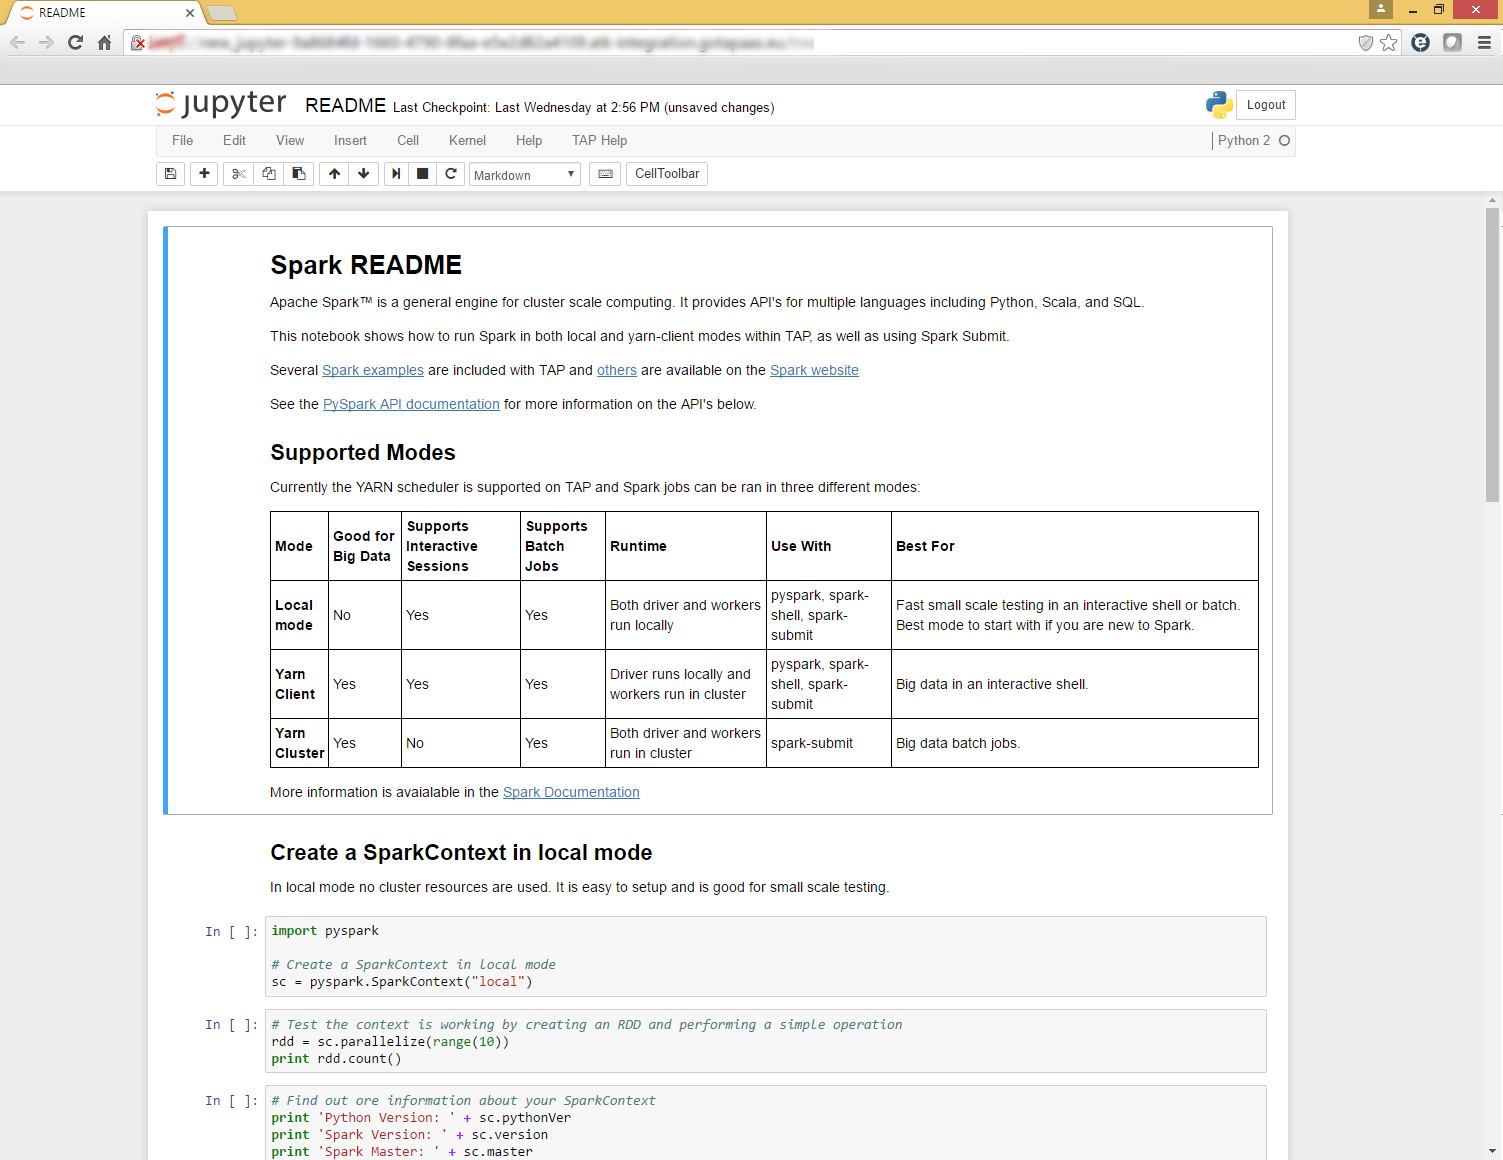 README
jupyter README Last Checkpoint: Last Wednesday at 2:56 PM (unsaved changes)
Logout
File Edit View Insert Cell Kernel Help TAP Help
Python 2
Markdown
CellToolbar
Spark README
Apache Spark™ is a general engine for cluster scale computing. It provides API's for multiple languages including Python, Scala, and SQL.
This notebook shows how to run Spark in both local and yarn-client modes within TAP, as well as using Spark Submit.
Several Spark examples are included with TAP and others are available on the Spark website
See the PySpark API documentation for more information on the API's below.
Supported Modes
Currently the YARN scheduler is supported on TAP and Spark jobs can be ran in three different modes:
Mode
Good for
Big Data
Supports
Interactive
Sessions
Supports
Batch
Jobs
Runtime
Use With
Best For
Local
mode
No
Yes
Yes
Both driver and workers
run locally
pyspark, spark-
shell, spark-
submit
Fast small scale testing in an interactive shell or batch.
Best mode to start with if you are new to Spark.
Yarn
Client
Yes
Yes
Yes
Driver runs locally and
workers run in cluster
pyspark, spark-
shell, spark-
submit
Big data in an interactive shell.
Yarn
Cluster
Yes
No
Yes
Both driver and workers
run in cluster
spark-submit
Big data batch jobs.
More information is avaialable in the Spark Documentation
Create a SparkContext in local mode
In local mode no cluster resources are used. It is easy to setup and is good for small scale testing.
In [ ]: import pyspark
# Create a SparkContext in local mode
sc = pyspark.SparkContext("local")
In [ ]: # Test the context is working by creating an RDD and performing a simple operation
rdd = sc.parallelize(range(10))
print rdd.count()
In [ ]: # Find out ore information about your SparkContext
print 'Python Version: ' + sc.pythonVer
print 'Spark Version: ' + sc.version
print 'Spark Master: ' + sc.master